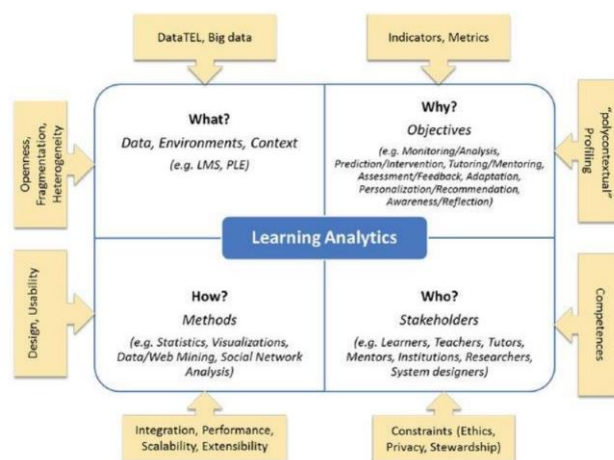 DataTEL, Big data
Indicators, Metrics
Openness,
Fragmentation,
Heterogeneity
What?
Data, Environments, Context
(e.g. LMS, PLE)
Why?
Objectives
(e.g. Monitoring/Analysis,
Prediction/Intervention, Tutoring/Mentoring,
Assessment/Feedback, Adaptation,
Personalization/Recommendation,
Awareness/Reflection)
"polycontextual"
Profiling
Learning Analytics
Design, Usability
How?
Methods
(e.g. Statistics, Visualizations,
Data/Web Mining, Social Network
Analysis)
Who?
Stakeholders
(e.g. Learners, Teachers, Tutors,
Mentors, Institutions, Researchers,
System designers)
Competences
Integration, Performance,
Scalability, Extensibility
Constraints (Ethics,
Privacy, Stewardship)